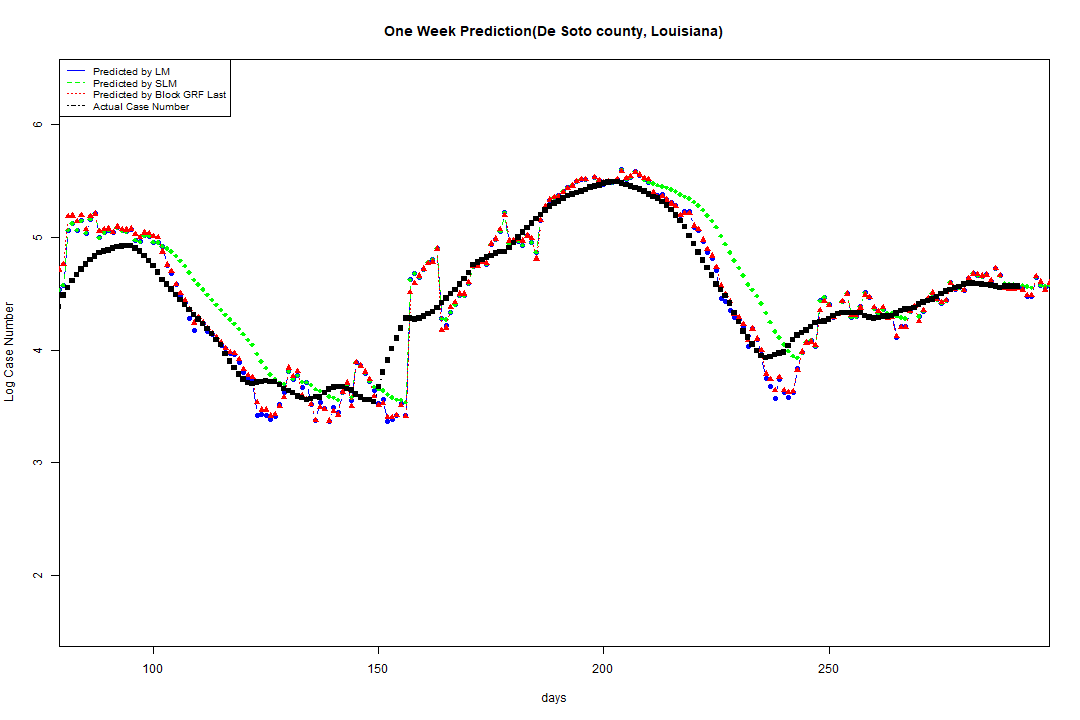 One Week Prediction(De Soto county, Louisiana)
Predicted by LM
Predicted by SLM
Predicted by Block GRF Last
Actual Case Number
6
5
4
3
2
Log Case Number
100 150 200 250
days